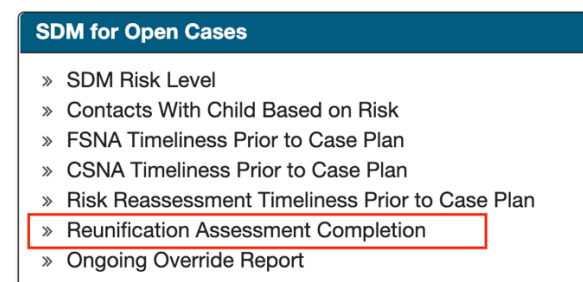 SDM for Open Cases
» SDM Risk Level
» Contacts With Child Based on Risk
» FSNA Timeliness Prior to Case Plan
» CSNA Timeliness Prior to Case Plan
» Risk Reassessment Timeliness Prior to Case Plan
» Reunification Assessment Completion
» Ongoing Override Report